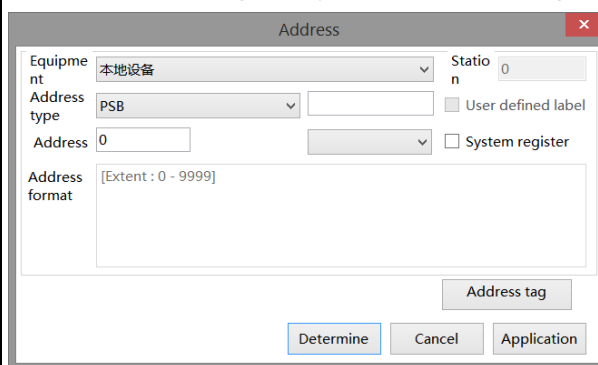 Address
Equipme
nt
本地设备
Statio
n
0
Address
type
PSB
User defined label
Address
0
System register
Address
format
[Extent : 0 - 9999]
Address tag
Determine
Cancel
Application